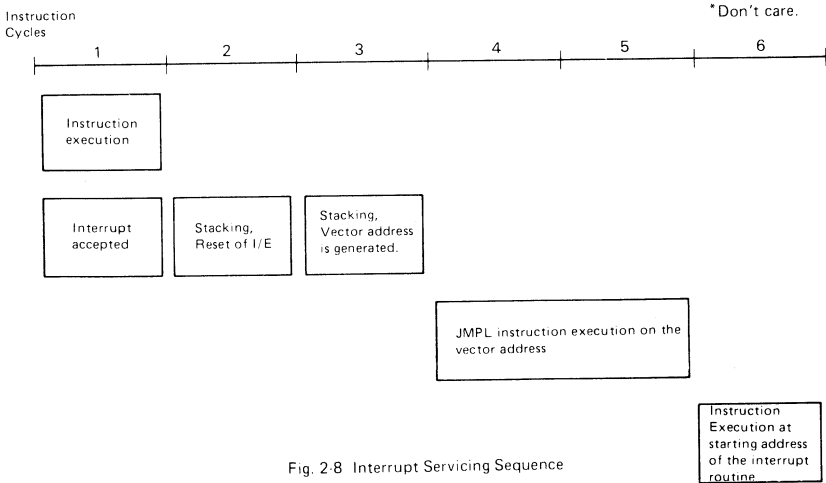 *Don't care.
Instruction
Cycles
1 2 3 4 5 6
Instruction
execution
Interrupt
accepted
Stacking,
Reset of I/E
Stacking,
Vector address
is generated.
JMPL instruction execution on the
vector address
Instruction
Execution at
starting address
of the interrupt
routine
Fig. 2-8 Interrupt Servicing Sequence